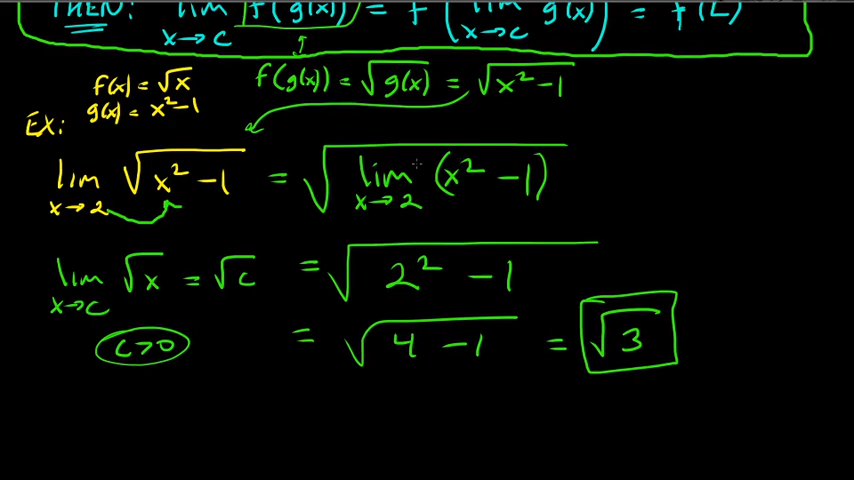 THEN: lim x→c f(g(x)) = f(lim x→c g(x)) = f(L)
f(x) = √x
g(x) = x² − 1
f(g(x)) = √g(x) = √x² − 1
EX:
lim x→2 √x² − 1 = √lim x→2 (x² − 1)
lim x→c √x = √c
= √2² − 1
c>0
= √4 − 1 = √3